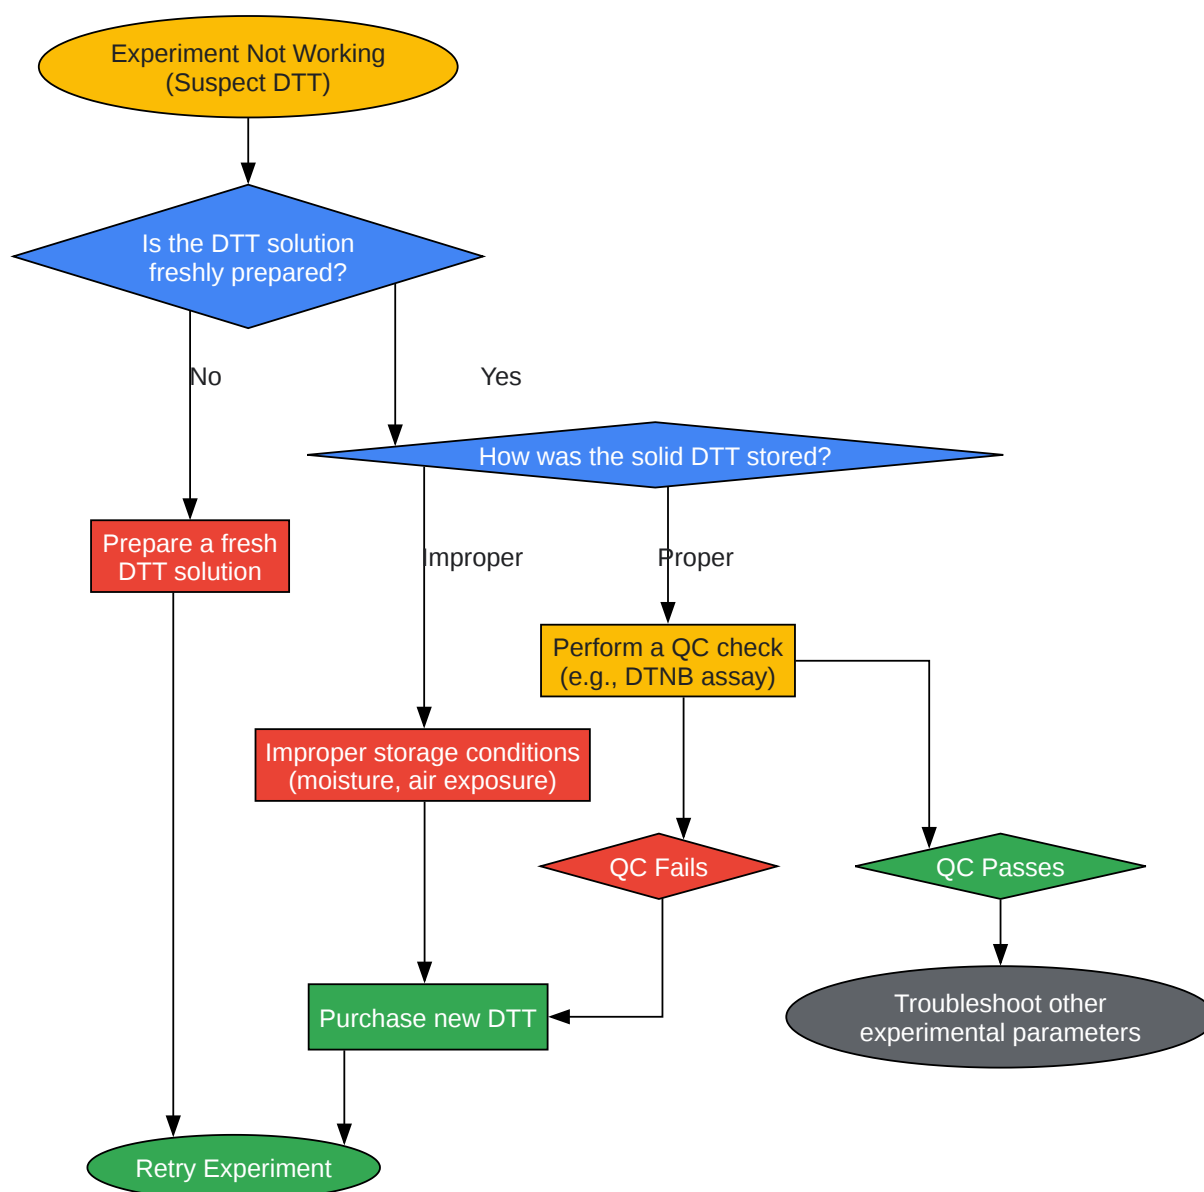 Experiment Not Working
(Suspect DTT)
Is the DTT solution
freshly prepared?
No
Yes
How was the solid DTT stored?
Prepare a fresh
DTT solution
Improper
Proper
Perform a QC check
(e.g., DTNB assay)
Improper storage conditions
(moisture, air exposure)
QC Fails
QC Passes
Purchase new DTT
Troubleshoot other
experimental parameters
Retry Experiment